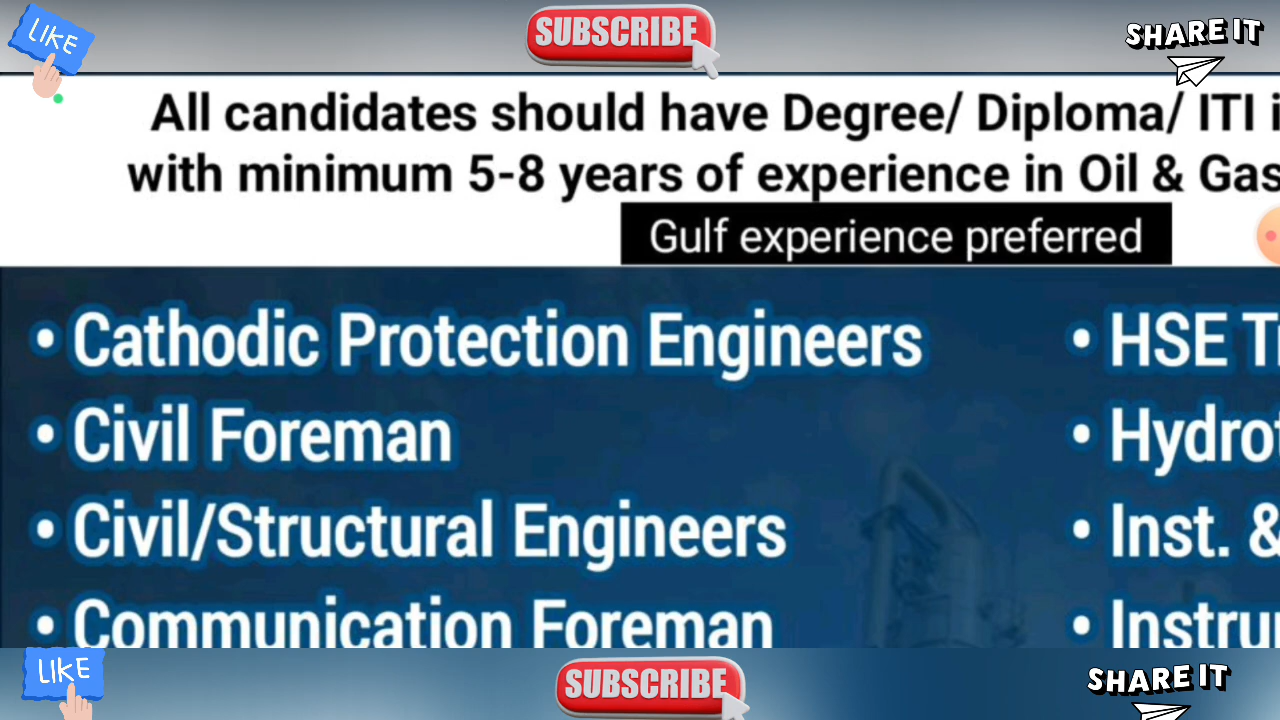 LIKE
SUBSCRIBE
SHARE IT
All candidates should have Degree/ Diploma/ ITI
with minimum 5-8 years of experience in Oil & Gas
Gulf experience preferred
• Cathodic Protection Engineers
• HSE
• Civil Foreman
• Civil/Structural Engineers
• Inst. &
• Communication Foreman
LIKE
SUBSCRIBE
SHARE IT